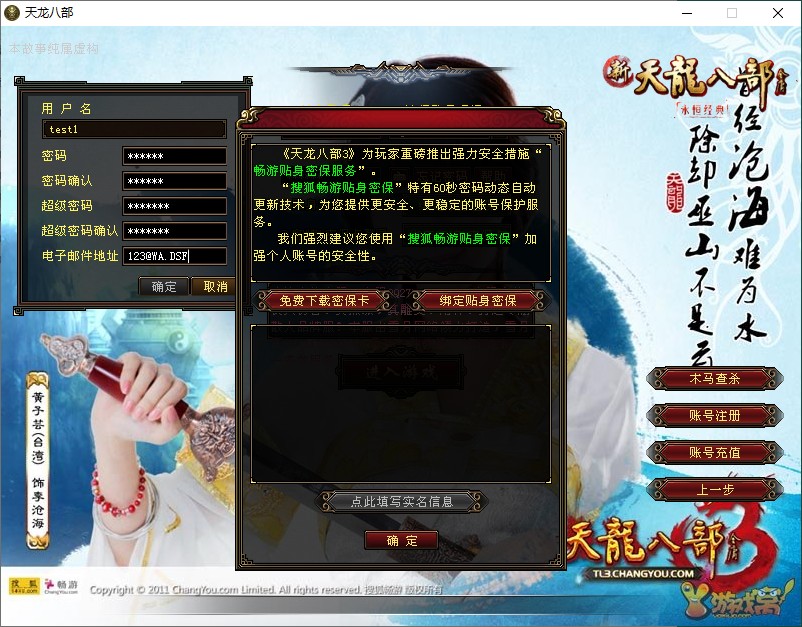 天龙八部
本故事纯属虚构
用 户 名
test1
密码
******
密码确认
******
超级密码
*******
超级密码确认
*******
电子邮件地址
123@WA.DSF
确定
取消
《天龙八部3》为玩家重磅推出强力安全措施“
畅游贴身密保服务”。
“搜狐畅游贴身密保”特有60秒密码动态自动
更新技术，为您提供更安全、更稳定的账号保护服
务。
我们强烈建议您使用“搜狐畅游贴身密保”加
强个人账号的安全性。
免费下载密保卡
绑定贴身密保
进入游戏
点此填写实名信息
确 定
新天龍八部
永恒经典
曾经沧海难为水
除却巫山不是云
木马查杀
账号注册
账号充值
上一步
黄子芸(台湾) 饰李沧海
天龍八部3
TL3.CHANGYOU.COM
搜狐
畅游
ChangYou.com
Copyright © 2011 ChangYou.com Limited. All rights reserved. 搜狐畅游 版权所有
游戏窝